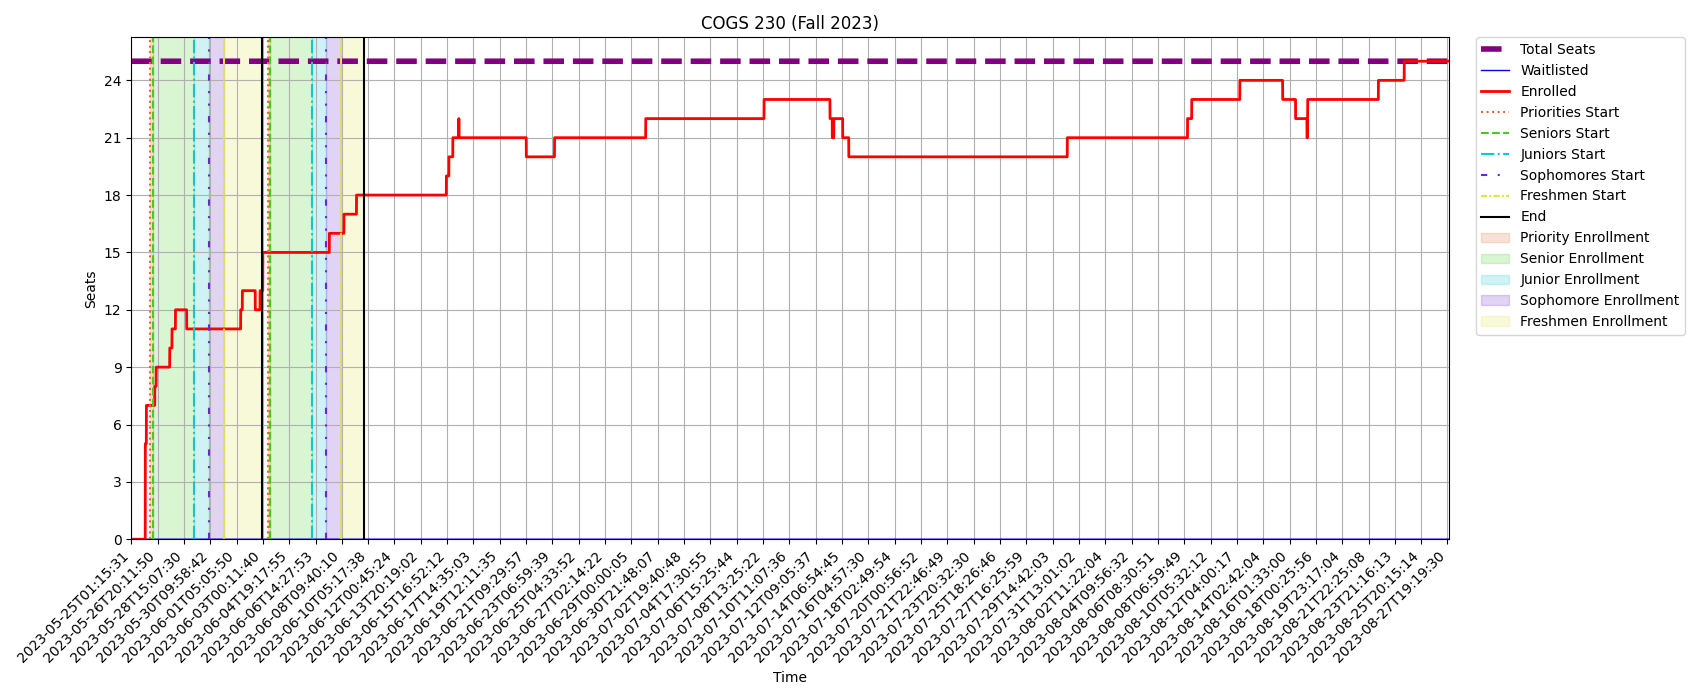 COGS 230 (Fall 2023)
Total Seats
Waitlisted
Enrolled
Priorities Start
Seniors Start
Juniors Start
Sophomores Start
Freshmen Start
End
Priority Enrollment
Senior Enrollment
Junior Enrollment
Sophomore Enrollment
Freshmen Enrollment
Seats
24
21
18
15
12
9
6
3
0
2023-05-25T01:15:31
2023-05-26T20:11:50
2023-05-28T15:07:30
2023-05-30T09:58:42
2023-06-01T05:05:50
2023-06-03T00:11:40
2023-06-04T19:17:55
2023-06-06T14:27:53
2023-06-08T09:40:10
2023-06-10T05:17:38
2023-06-12T00:45:24
2023-06-13T20:19:02
2023-06-15T16:52:12
2023-06-17T14:35:03
2023-06-19T12:11:35
2023-06-21T09:29:57
2023-06-23T06:59:39
2023-06-25T04:33:52
2023-06-27T02:14:22
2023-06-29T00:00:05
2023-06-30T21:48:07
2023-07-02T19:40:48
2023-07-04T17:30:55
2023-07-06T15:25:44
2023-07-08T13:25:22
2023-07-10T11:07:36
2023-07-12T09:05:37
2023-07-14T06:54:45
2023-07-16T04:57:30
2023-07-18T02:49:54
2023-07-20T00:56:52
2023-07-21T22:46:49
2023-07-23T20:32:30
2023-07-25T18:26:46
2023-07-27T16:25:59
2023-07-29T14:42:03
2023-07-31T13:01:02
2023-08-02T11:22:04
2023-08-04T09:56:32
2023-08-06T08:30:51
2023-08-08T06:59:49
2023-08-10T05:32:12
2023-08-12T04:00:17
2023-08-14T02:42:04
2023-08-16T01:33:00
2023-08-18T00:25:56
2023-08-19T23:17:04
2023-08-21T22:25:08
2023-08-23T21:16:13
2023-08-25T20:15:14
2023-08-27T19:19:30
Time